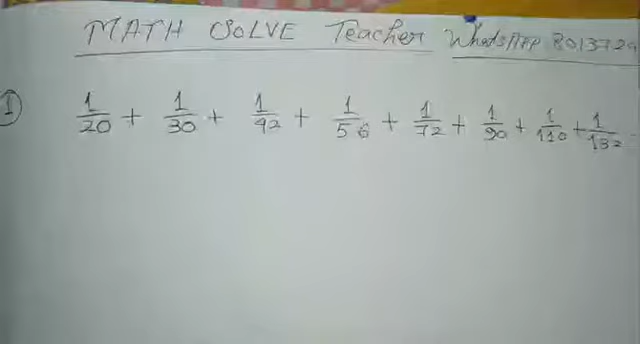 MATH SOLVE Teacher WhatsApp 8013729
① 1/20 + 1/30 + 1/42 + 1/56 + 1/72 + 1/90 + 1/110 + 1/132